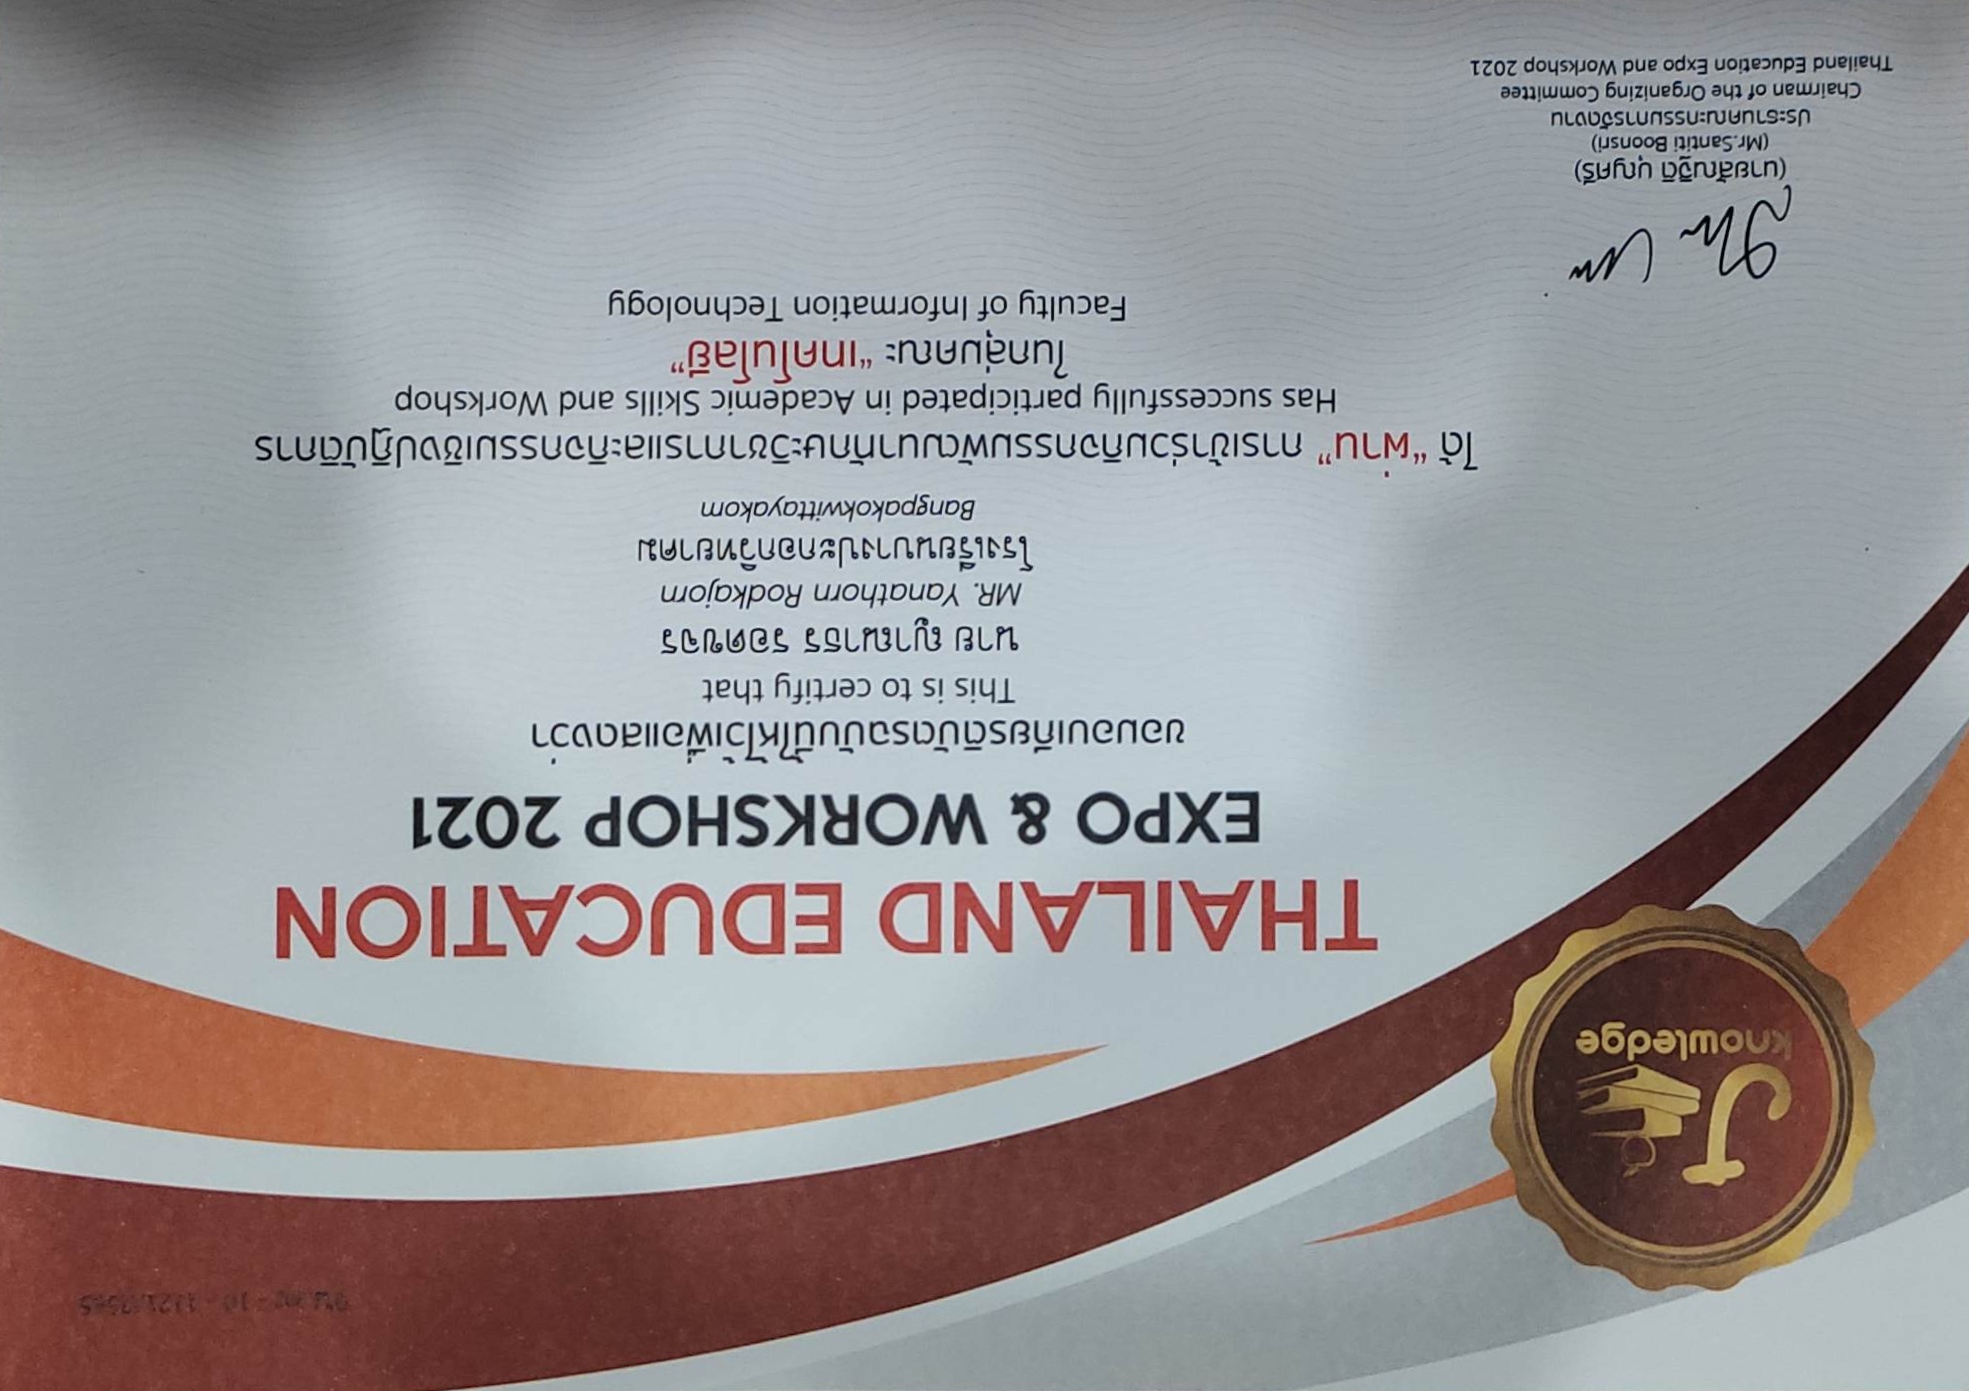 knowledge
THAILAND EDUCATION
EXPO & WORKSHOP 2021
ขอมอบเกียรติบัตรฉบับนี้ไว้เพื่อแสดงว่า
This is to certify that
นาย ญาณาธร รอดขจร
MR. Yanathorn Rodkajorn
โรงเรียนบางปะกอกวิทยาคม
Bangpakokwittayakom
ได้ "ผ่าน" การเข้าร่วมกิจกรรมพัฒนาทักษะวิชาการและกิจกรรมเชิงปฏิบัติการ
Has successfully participated in Academic Skills and Workshop
ในกลุ่มคณะ "เทคโนโลยี"
Faculty of Information Technology
(นายสัณฐิติ บุญศรี)
(Mr.Santiti Boonsri)
ประธานคณะกรรมการจัดงาน
Chairman of the Organizing Committee
Thailand Education Expo and Workshop 2021